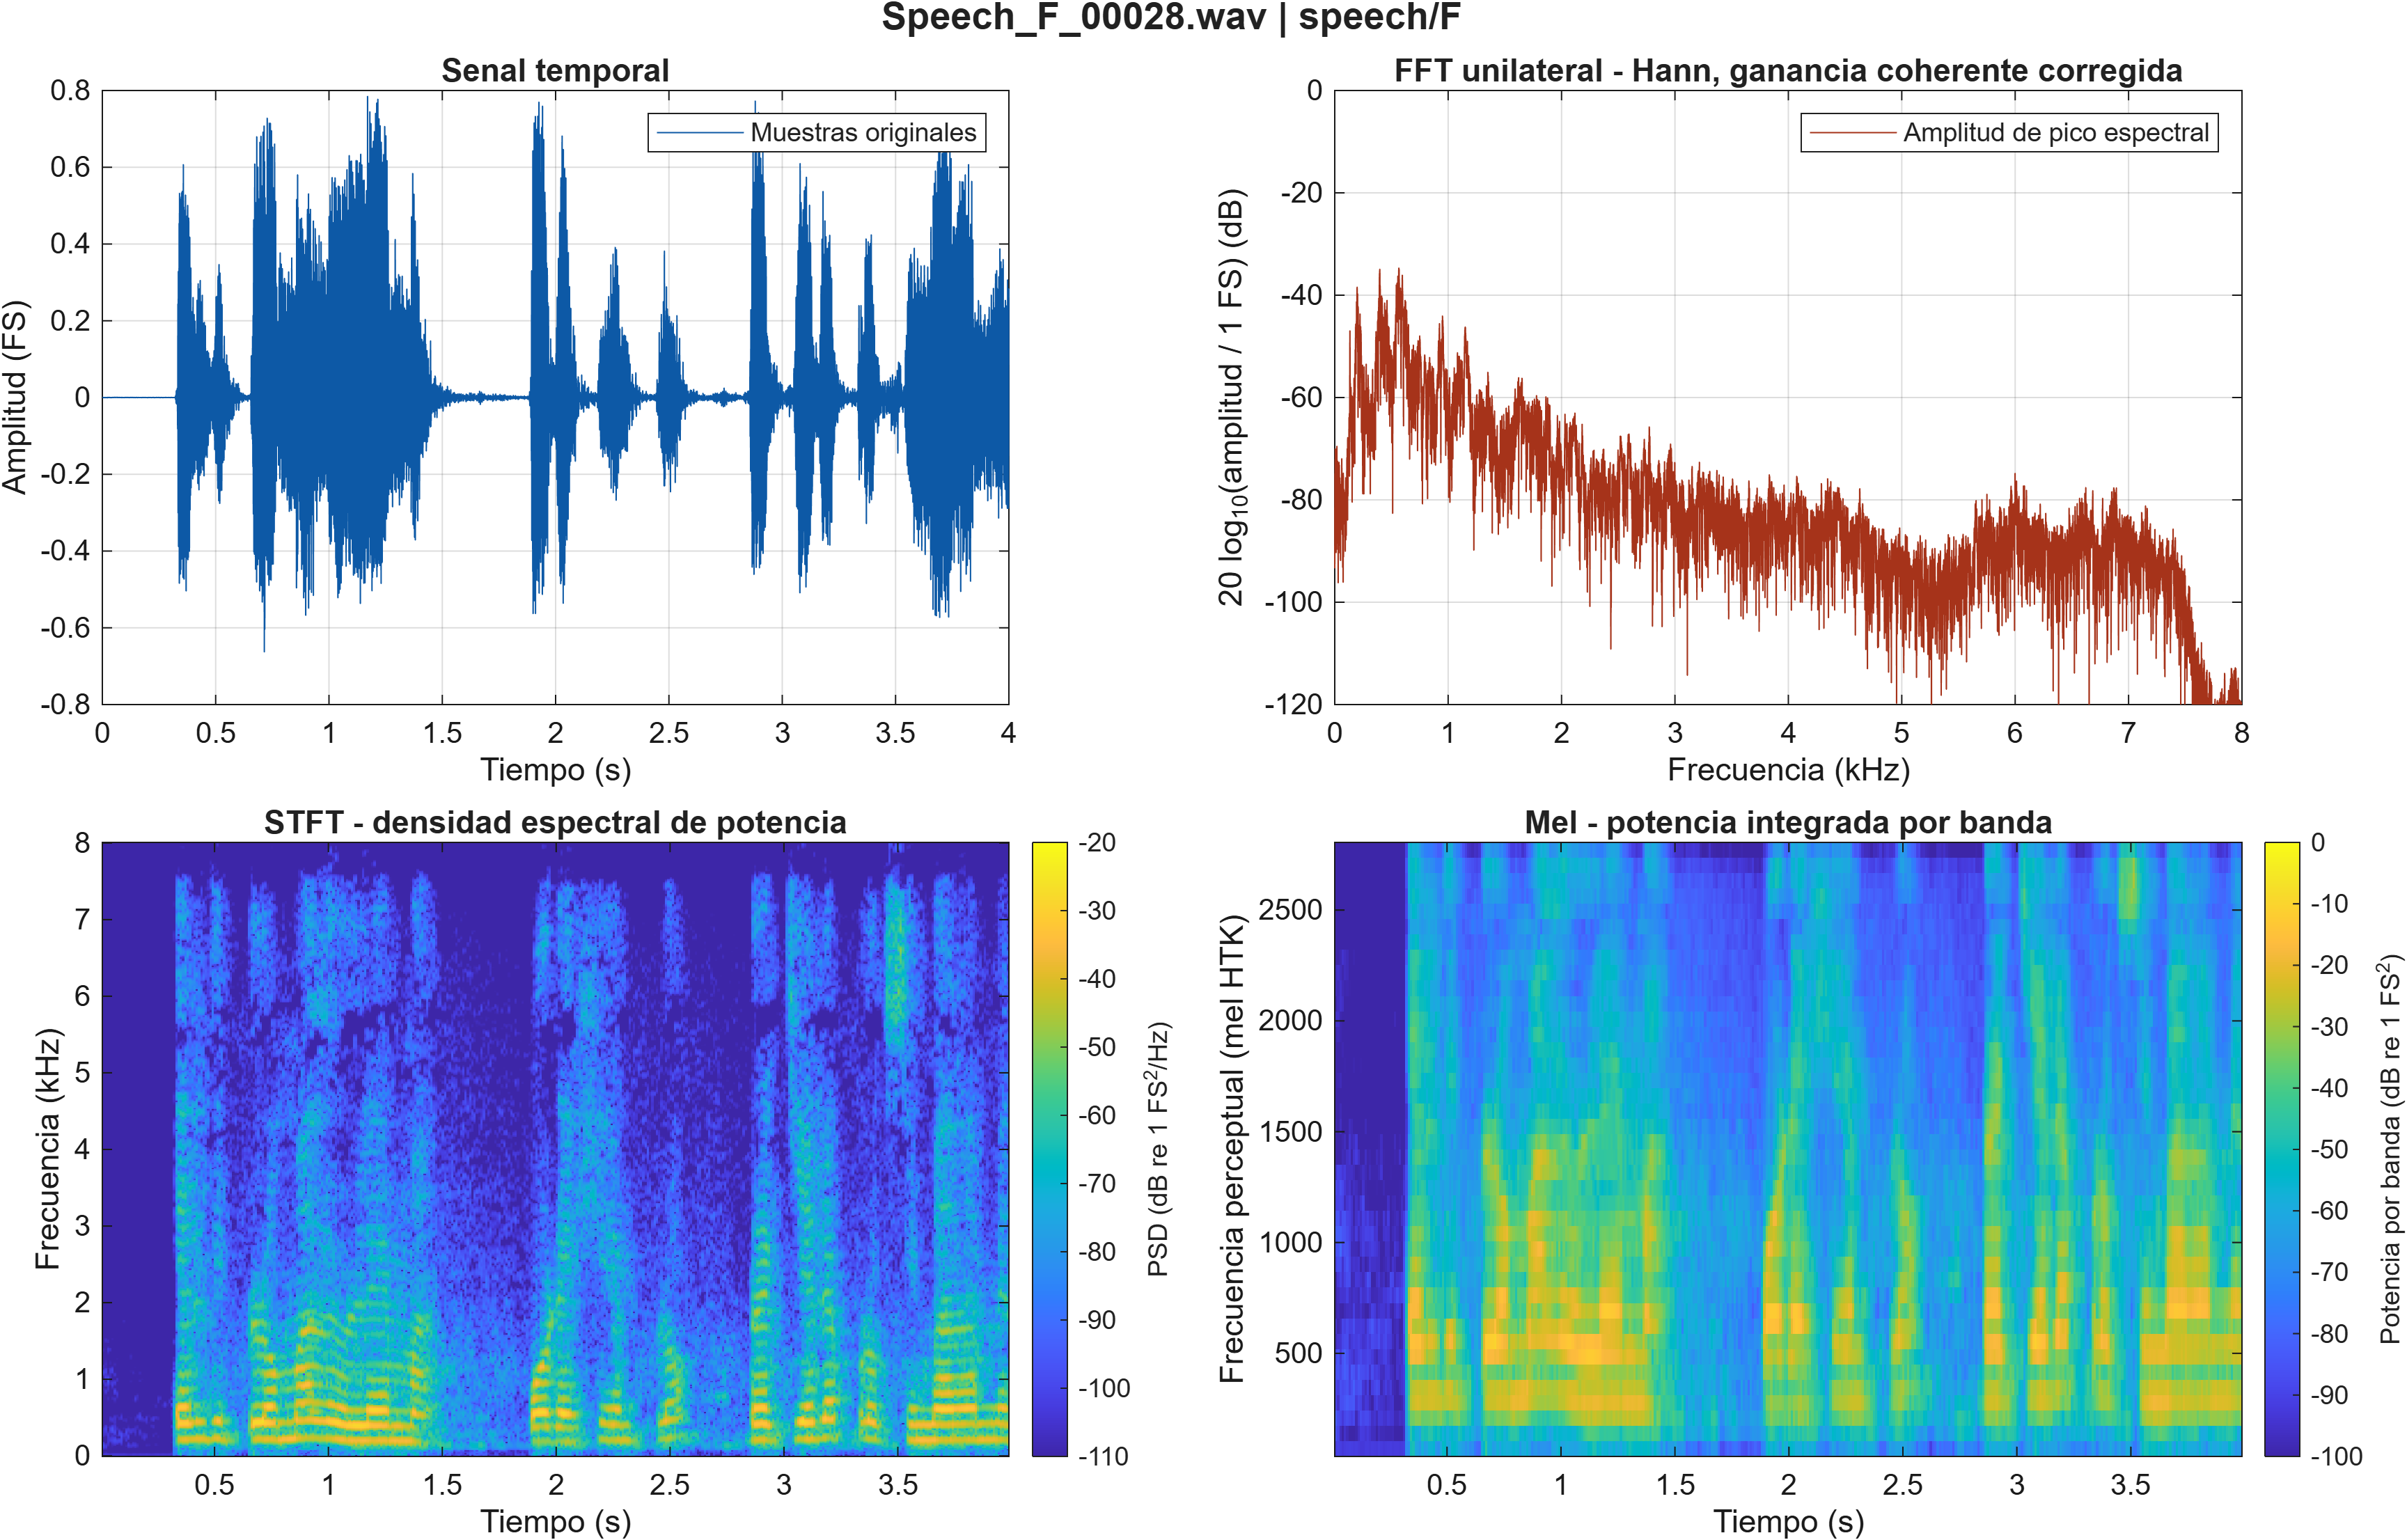 Speech_F_00028.wav | speech/F
Senal temporal
0.8
0.6
0.4
0.2
0
-0.2
-0.4
-0.6
-0.8
Amplitud (FS)
Muestras originales
0 0.5 1 1.5 2 2.5 3 3.5 4
Tiempo (s)
FFT unilateral - Hann, ganancia coherente corregida
0
-20
-40
-60
-80
-100
-120
20 log10(amplitud / 1 FS) (dB)
Amplitud de pico espectral
0 1 2 3 4 5 6 7 8
Frecuencia (kHz)
STFT - densidad espectral de potencia
8
7
6
5
4
3
2
1
0
Frecuencia (kHz)
0.5 1 1.5 2 2.5 3 3.5
Tiempo (s)
-20
-30
-40
-50
-60
-70
-80
-90
-100
-110
PSD (dB re 1 FS²/Hz)
Mel - potencia integrada por banda
2500
2000
1500
1000
500
Frecuencia perceptual (mel HTK)
0.5 1 1.5 2 2.5 3 3.5
Tiempo (s)
0
-10
-20
-30
-40
-50
-60
-70
-80
-90
-100
Potencia por banda (dB re 1 FS²)